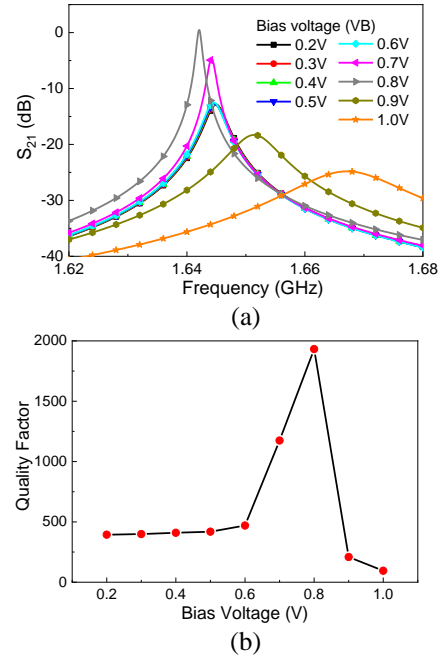 Bias voltage (VB)
0.2V 0.6V
0.3V 0.7V
0.4V 0.8V
0.5V 0.9V
1.0V
0
-10
-20
-30
-40
S21 (dB)
1.62 1.64 1.66 1.68
Frequency (GHz)
(a)
2000
1500
1000
500
0
Quality Factor
0.2 0.4 0.6 0.8 1.0
Bias Voltage (V)
(b)